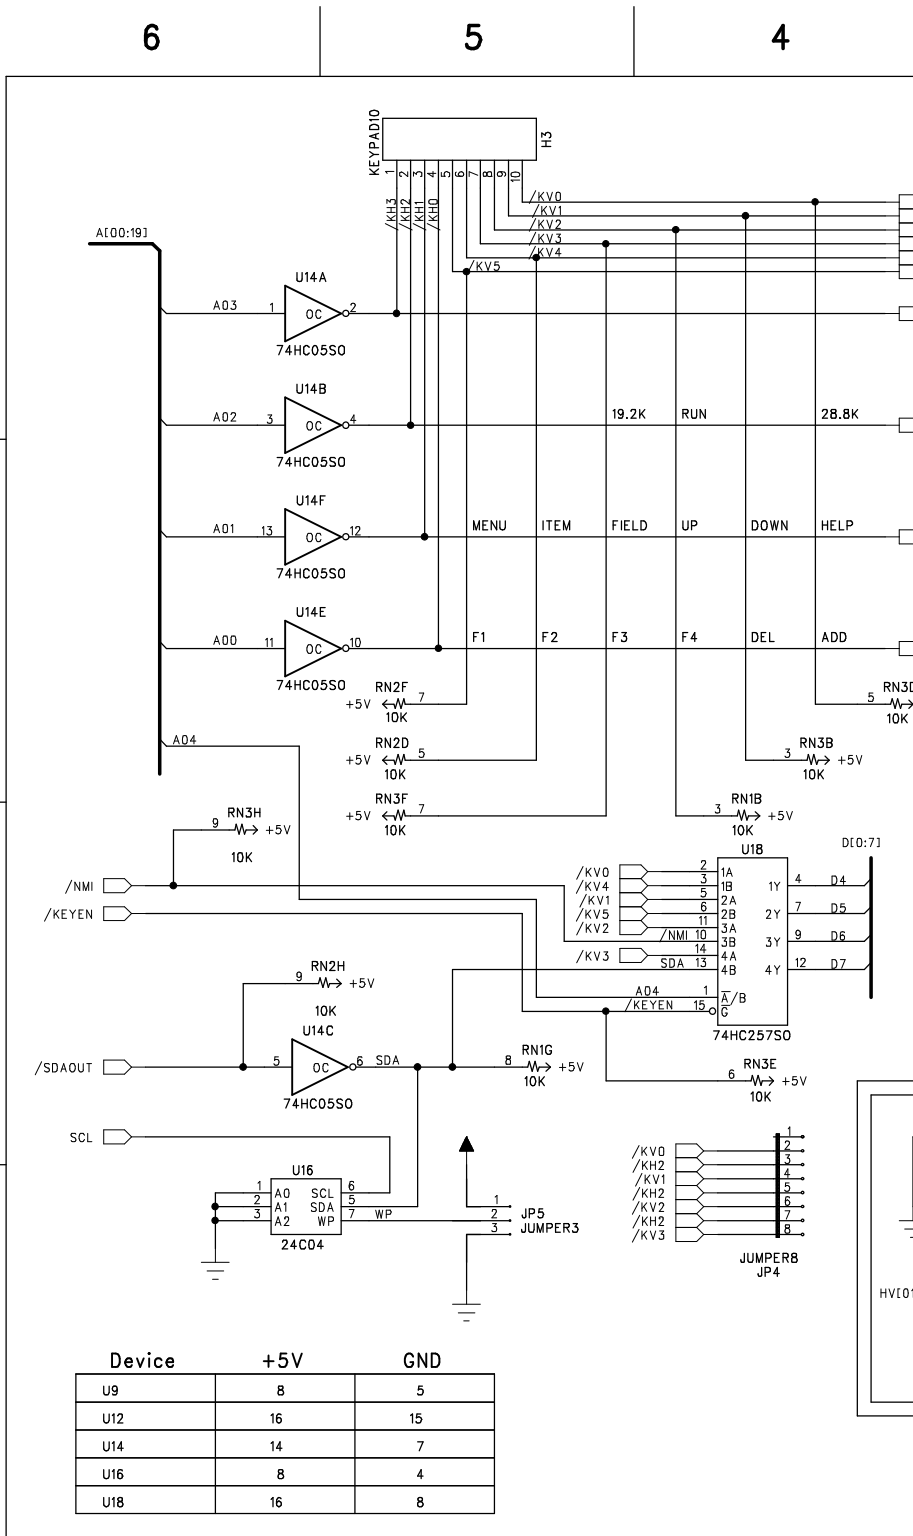 6 5 4
KEYPAD10
H3
1 2 3 4 5 6 7 8 9 10
/KH3 /KH2 /KH1 /KH0
/KV0
/KV1
/KV2
/KV3
/KV4
/KV5
A[00:19]
U14A
A03 1 OC 2
74HC05SO
U14B
A02 3 OC 4 19.2K RUN 28.8K
74HC05SO
U14F
A01 13 OC 12 MENU ITEM FIELD UP DOWN HELP
74HC05SO
U14E
A00 11 OC 10 F1 F2 F3 F4 DEL ADD
74HC05SO
RN2F RN3D
+5V 7 5
10K 10K
A04
RN2D RN3B
+5V 5 3 +5V
10K 10K
RN3F RN1B
+5V 7 3 +5V
10K 10K
RN3H
9 +5V
10K
U18
D[0:7]
/KV0 2 1A
/KV4 3 1B 1Y 4 D4
/KV1 5 2A
/KV5 6 2B 2Y 7 D5
/KV2 11 3A
/NMI 10 3B 3Y 9 D6
/KV3 14 4A
SDA 13 4B 4Y 12 D7
A04 1 A/B
/KEYEN 15 G
74HC257SO
/NMI
/KEYEN
RN2H
9 +5V
10K
U14C
/SDAOUT 5 OC 6 SDA
74HC05SO
RN1G
8 +5V
10K
RN3E
6 +5V
10K
SCL
U16
1 A0 SCL 6
2 A1 SDA 5
3 A2 WP 7 WP
24C04
1
2 JP5
3 JUMPER3
1
/KV0 2
/KH2 3
/KV1 4
/KH2 5
/KV2 6
/KH2 7
/KV3 8
JUMPER8
JP4
HV[01
Device +5V GND
U9 8 5
U12 16 15
U14 14 7
U16 8 4
U18 16 8